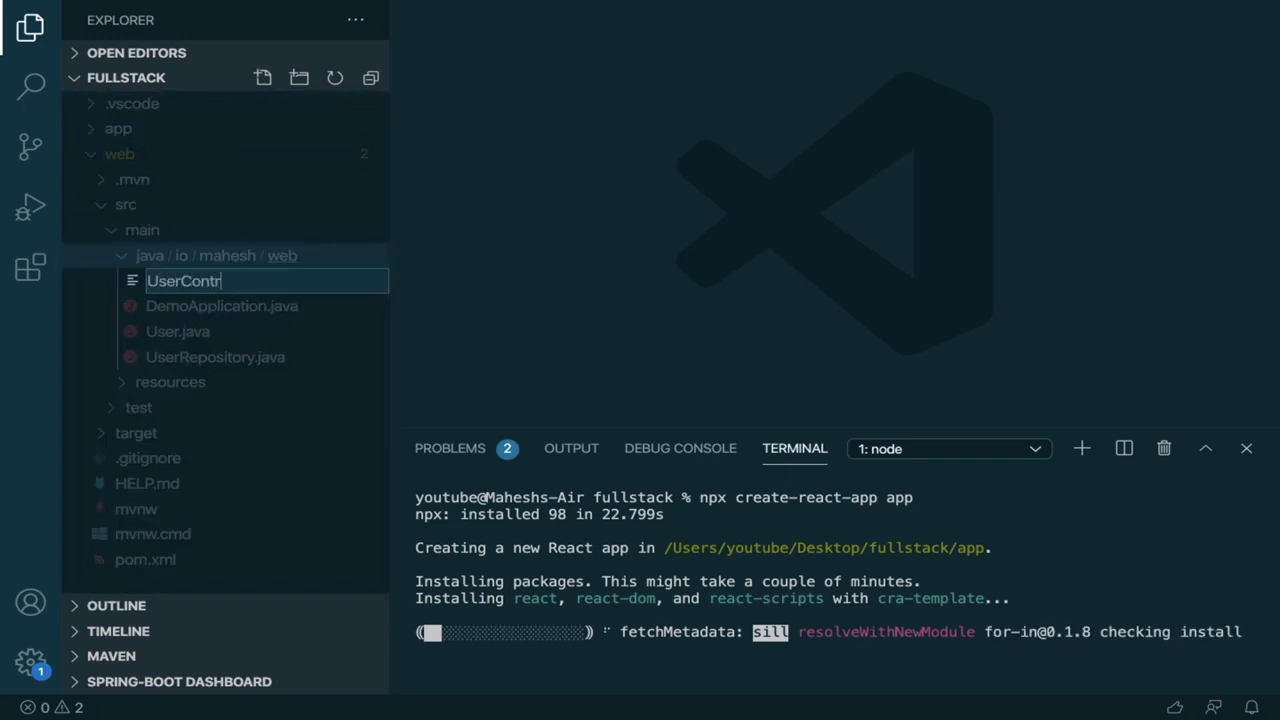 EXPLORER
OPEN EDITORS
FULLSTACK
.vscode
app
web 2
.mvn
src
main
java / io / mahesh / web
UserContr
DemoApplication.java
User.java
UserRepository.java
resources
test
target
.gitignore
HELP.md
mvnw
mvnw.cmd
pom.xml
OUTLINE
TIMELINE
MAVEN
SPRING-BOOT DASHBOARD
1
0 2
PROBLEMS 2 OUTPUT DEBUG CONSOLE TERMINAL 1: node
youtube@Maheshs-Air fullstack % npx create-react-app app
npx: installed 98 in 22.799s
Creating a new React app in /Users/youtube/Desktop/fullstack/app.
Installing packages. This might take a couple of minutes.
Installing react, react-dom, and react-scripts with cra-template...
fetchMetadata: sill resolveWithNewModule for-in@0.1.8 checking install